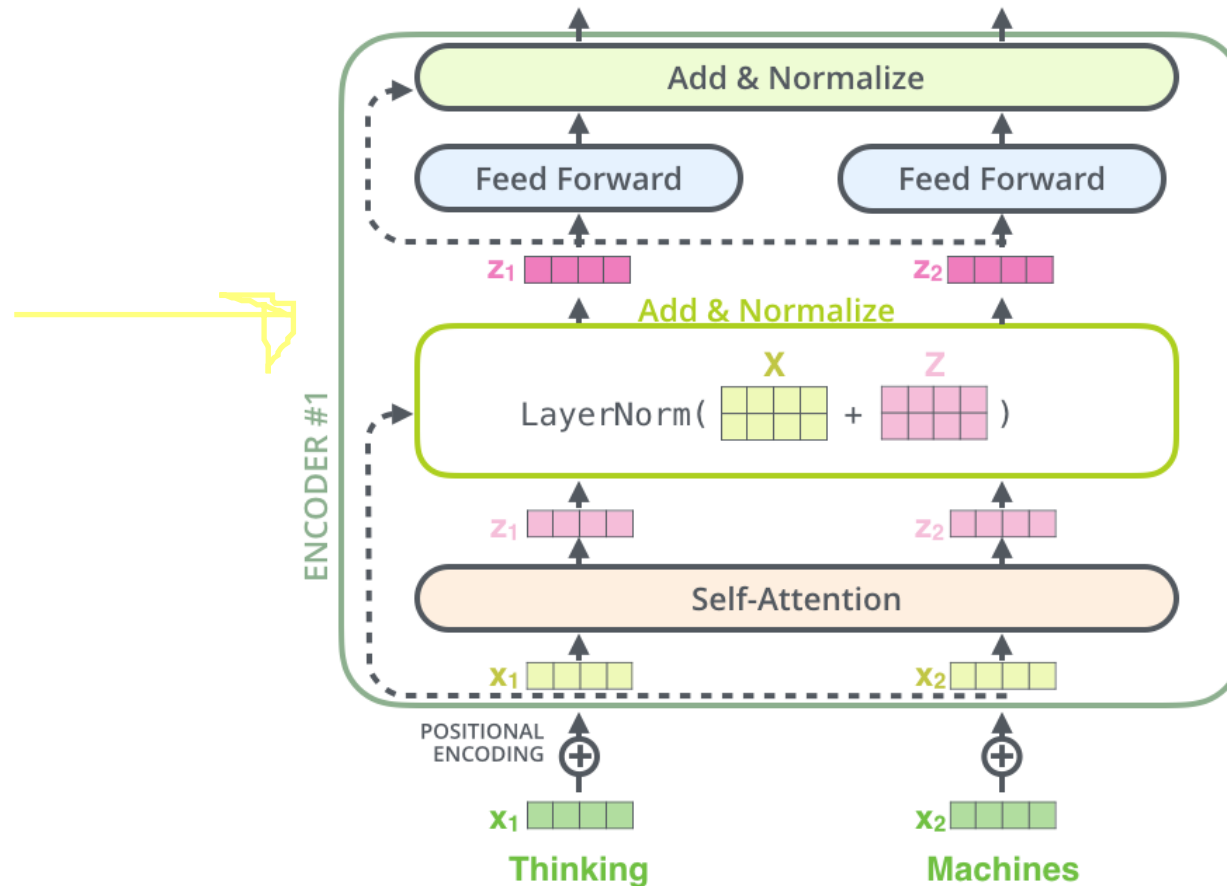 Add & Normalize
Feed Forward Feed Forward
z1 z2
Add & Normalize
X Z
LayerNorm( + )
ENCODER #1
z1 z2
Self-Attention
x1 x2
POSITIONAL
ENCODING
x1 x2
Thinking Machines